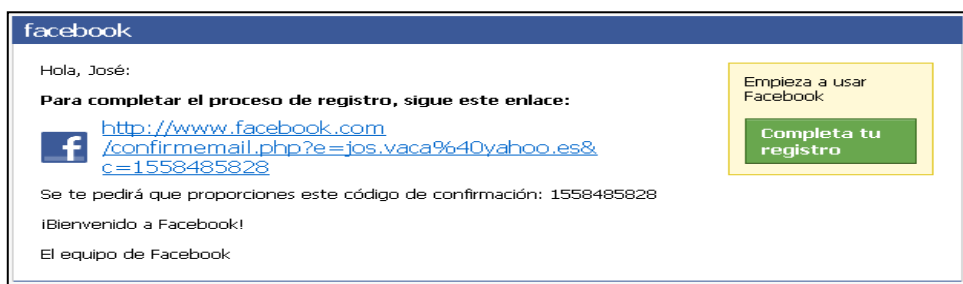 facebook
Hola, José:
Para completar el proceso de registro, sigue este enlace:
http://www.facebook.com
/confirmemail.php?e=jos.vaca%40yahoo.es&
c=1558485828
Se te pedirá que proporciones este código de confirmación: 1558485828
¡Bienvenido a Facebook!
El equipo de Facebook
Empieza a usar
Facebook
Completa tu
registro